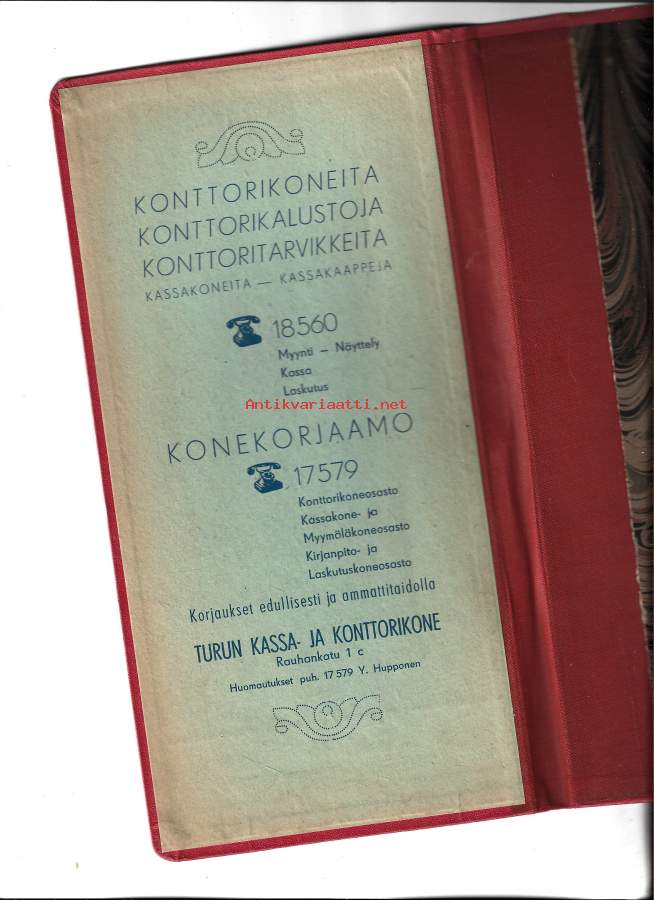 KONTTORIKONEITA
KONTTORIKALUSTOJA
KONTTORITARVIKKEITA
KASSAKONEITA — KASSAKAAPPEJA
18560
Myynti – Näyttely
Kassa
Laskutus
Antikvariaatti.net
KONEKORJAAMO
17579
Konttorikoneosasto
Kassakone- ja
Myymäläkoneosasto
Kirjanpito- ja
Laskutuskoneosasto
Korjaukset edullisesti ja ammattitaidolla
TURUN KASSA- JA KONTTORIKONE
Rauhankatu 1 c
Huomautukset puh. 17 579 Y. Hupponen